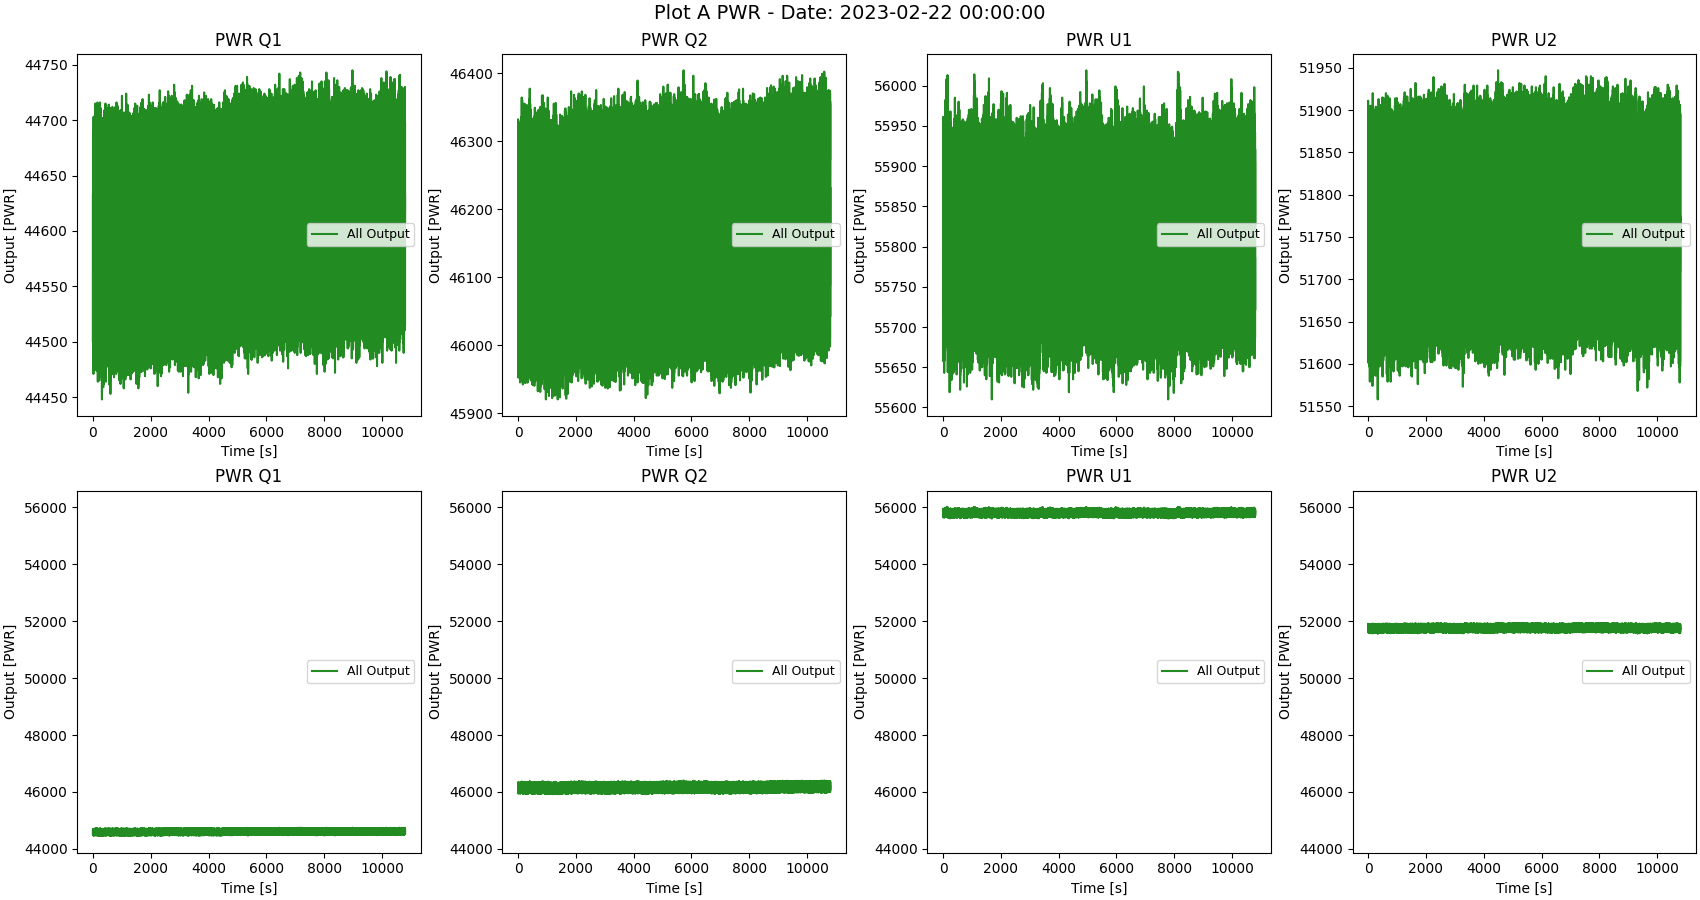 Plot A PWR - Date: 2023-02-22 00:00:00
PWR Q1
Output [PWR]
44750
44700
44650
44600
44550
44500
44450
All Output
0 2000 4000 6000 8000 10000
Time [s]
PWR Q2
Output [PWR]
46400
46300
46200
46100
46000
45900
All Output
0 2000 4000 6000 8000 10000
Time [s]
PWR U1
Output [PWR]
56000
55950
55900
55850
55800
55750
55700
55650
55600
All Output
0 2000 4000 6000 8000 10000
Time [s]
PWR U2
Output [PWR]
51950
51900
51850
51800
51750
51700
51650
51600
51550
All Output
0 2000 4000 6000 8000 10000
Time [s]
PWR Q1
Output [PWR]
56000
54000
52000
50000
48000
46000
44000
All Output
0 2000 4000 6000 8000 10000
Time [s]
PWR Q2
Output [PWR]
56000
54000
52000
50000
48000
46000
44000
All Output
0 2000 4000 6000 8000 10000
Time [s]
PWR U1
Output [PWR]
56000
54000
52000
50000
48000
46000
44000
All Output
0 2000 4000 6000 8000 10000
Time [s]
PWR U2
Output [PWR]
56000
54000
52000
50000
48000
46000
44000
All Output
0 2000 4000 6000 8000 10000
Time [s]